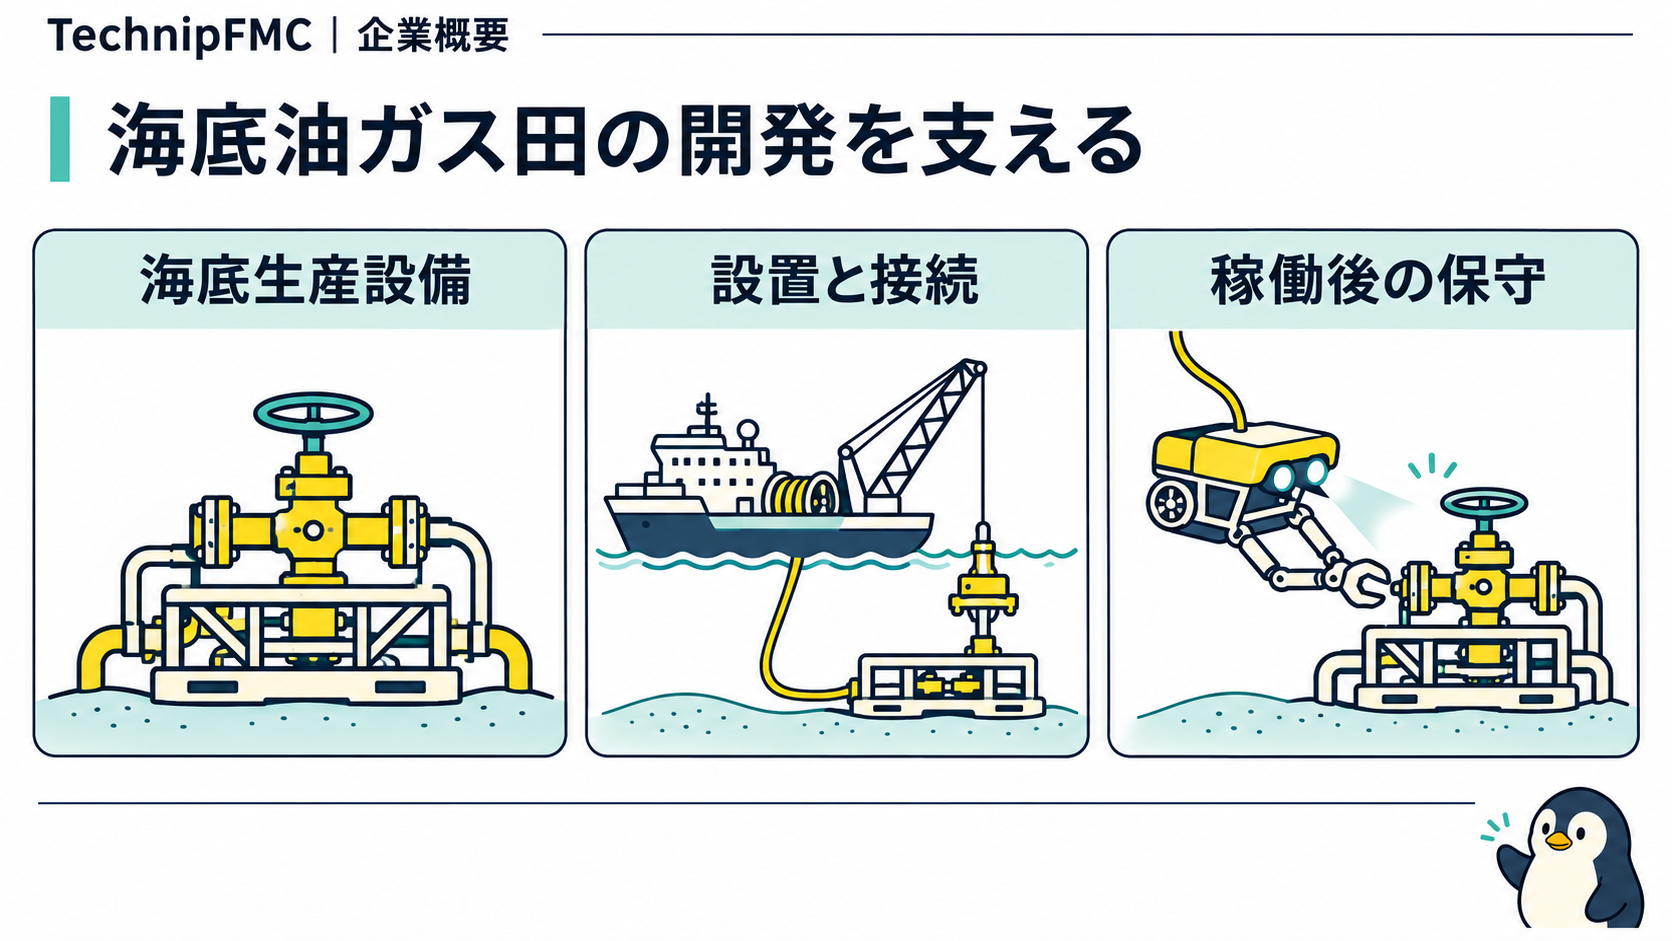 TechnipFMC｜企業概要
海底油ガス田の開発を支える
海底生産設備
設置と接続
稼働後の保守